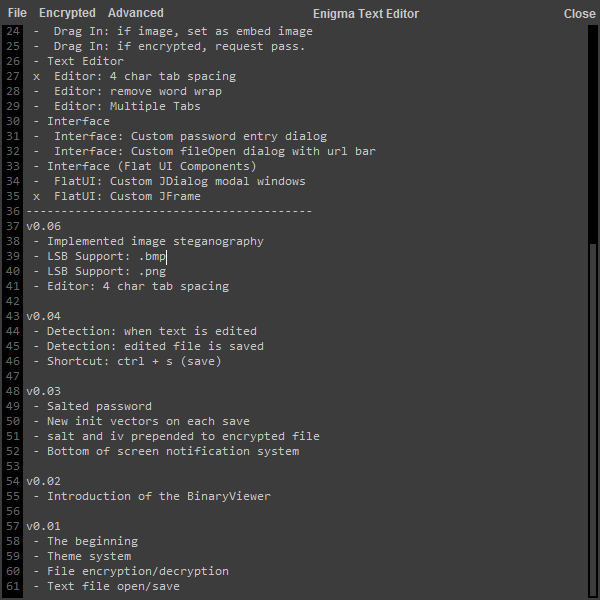 File Encrypted Advanced Enigma Text Editor Close
24 -  Drag In: if image, set as embed image
25 -  Drag In: if encrypted, request pass.
26 - Text Editor
27 x  Editor: 4 char tab spacing
28 -  Editor: remove word wrap
29 -  Editor: Multiple Tabs
30 - Interface
31 -  Interface: Custom password entry dialog
32 -  Interface: Custom fileOpen dialog with url bar
33 - Interface (Flat UI Components)
34 -  FlatUI: Custom JDialog modal windows
35 x  FlatUI: Custom JFrame
36 -----------------------------------------
37 v0.06
38 - Implemented image steganography
39 - LSB Support: .bmp
40 - LSB Support: .png
41 - Editor: 4 char tab spacing
42
43 v0.04
44 - Detection: when text is edited
45 - Detection: edited file is saved
46 - Shortcut: ctrl + s (save)
47
48 v0.03
49 - Salted password
50 - New init vectors on each save
51 - salt and iv prepended to encrypted file
52 - Bottom of screen notification system
53
54 v0.02
55 - Introduction of the BinaryViewer
56
57 v0.01
58 - The beginning
59 - Theme system
60 - File encryption/decryption
61 - Text file open/save